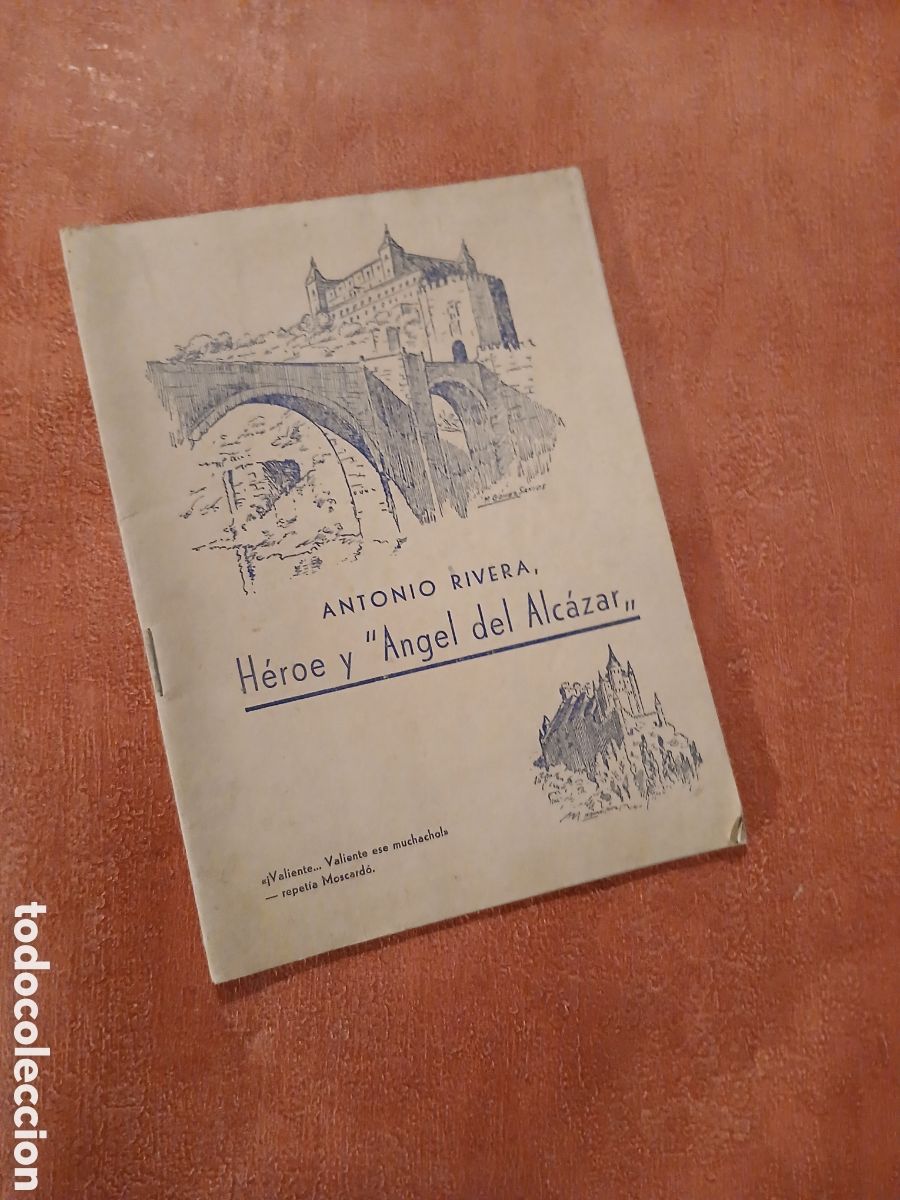 ANTONIO RIVERA,
Héroe y "Angel del Alcázar„
«¡Valiente... Valiente ese muchacho!»
— repetía Moscardó.
todocoleccion